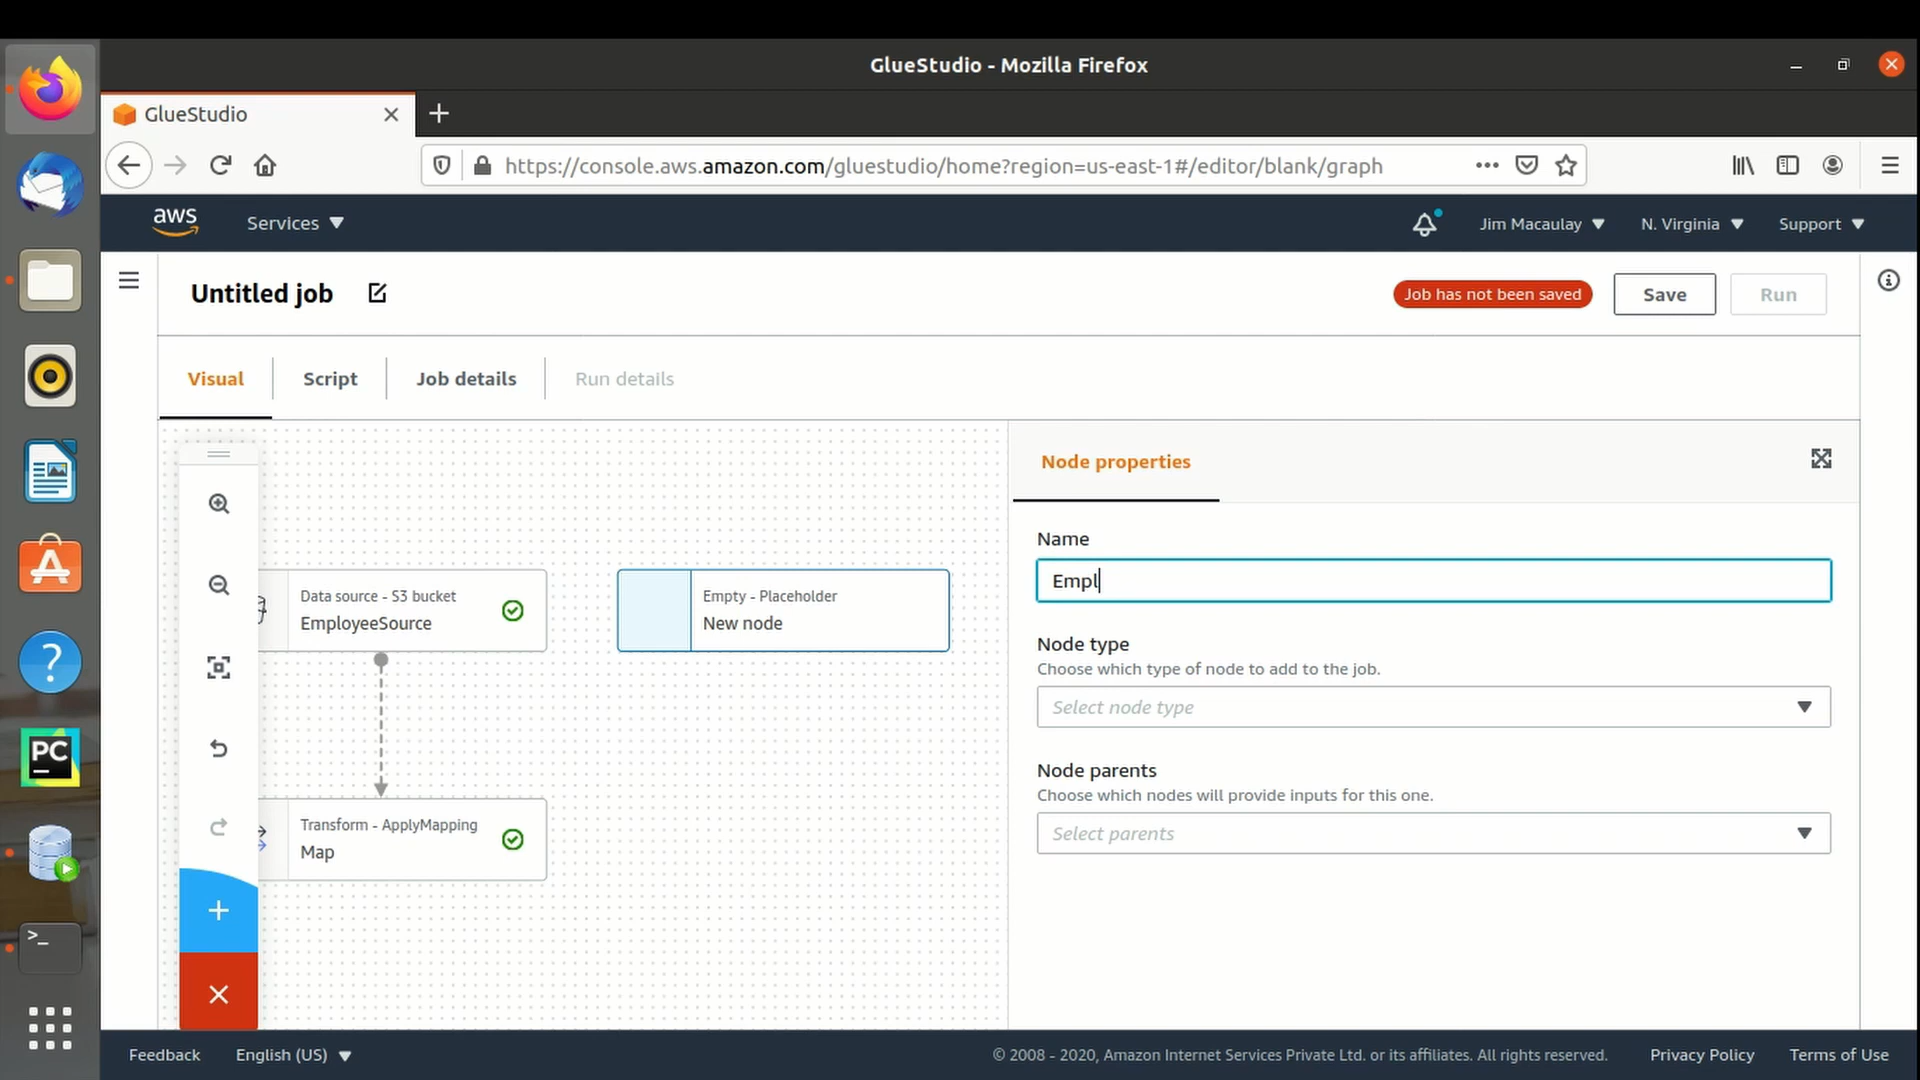 GlueStudio - Mozilla Firefox
GlueStudio
https://console.aws.amazon.com/gluestudio/home?region=us-east-1#/editor/blank/graph
aws
Services
Jim Macaulay
N. Virginia
Support
Untitled job
Job has not been saved
Save
Run
Visual
Script
Job details
Run details
Node properties
Name
Empl
Data source - S3 bucket
EmployeeSource
Empty - Placeholder
New node
Node type
Choose which type of node to add to the job.
Select node type
Node parents
Choose which nodes will provide inputs for this one.
Select parents
Transform - ApplyMapping
Map
PC
Feedback
English (US)
© 2008 - 2020, Amazon Internet Services Private Ltd. or its affiliates. All rights reserved.
Privacy Policy
Terms of Use